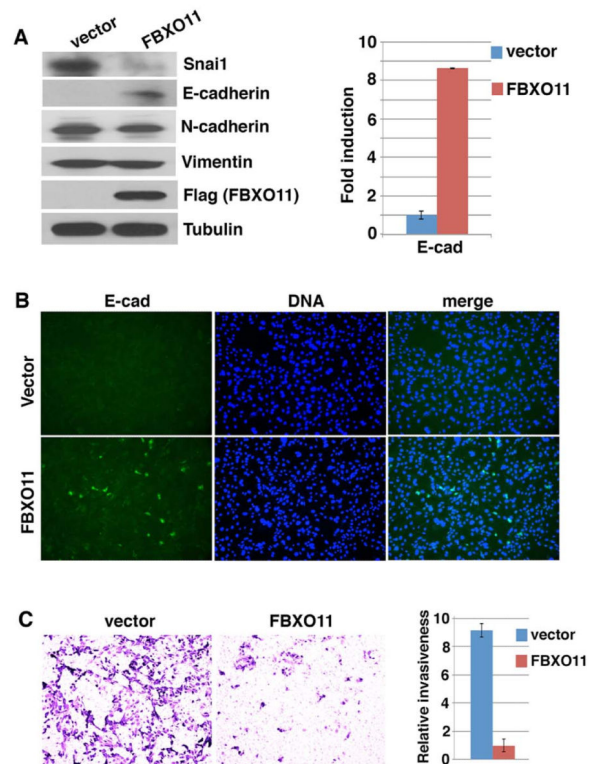 A
vector
FBXO11
Snai1
E-cadherin
N-cadherin
Vimentin
Flag (FBXO11)
Tubulin
Fold induction
10
8
6
4
2
0
E-cad
vector
FBXO11
B
E-cad
DNA
merge
Vector
FBXO11
C
vector
FBXO11
Relative invasiveness
10
8
6
4
2
0
vector
FBXO11